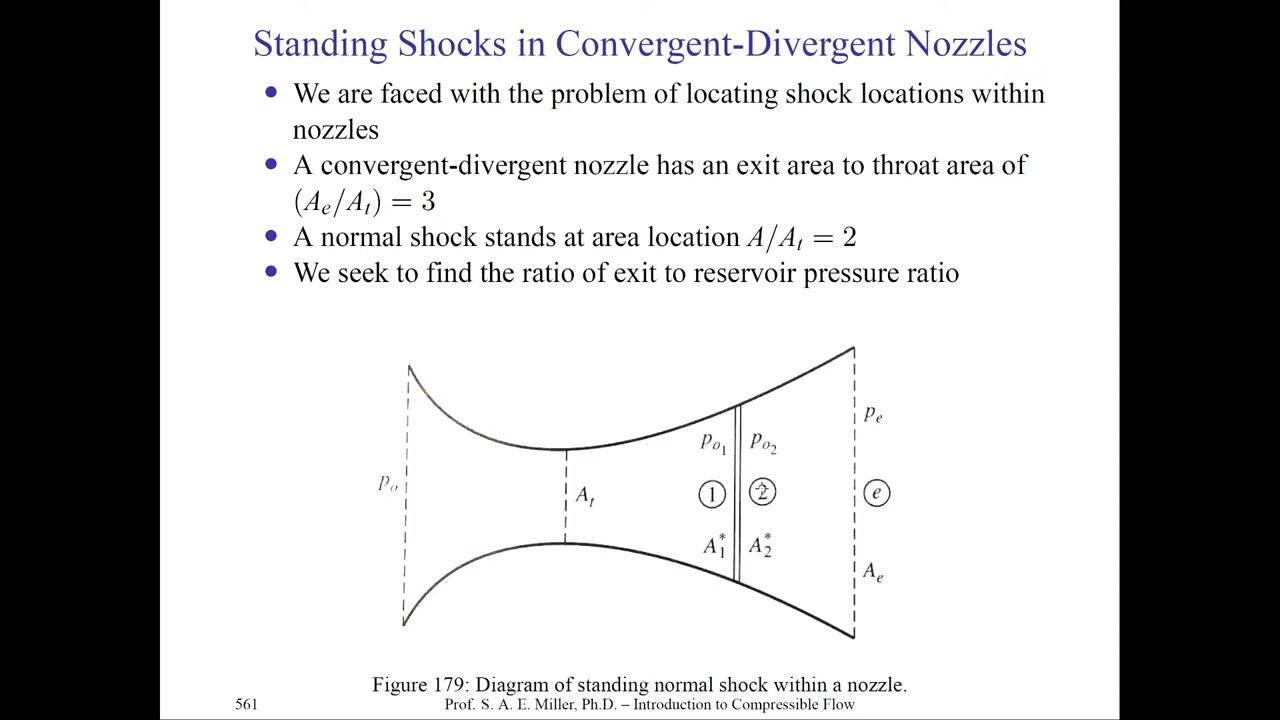 Standing Shocks in Convergent-Divergent Nozzles
• We are faced with the problem of locating shock locations within
nozzles
• A convergent-divergent nozzle has an exit area to throat area of
(Aₑ/Aₜ) = 3
• A normal shock stands at area location A/Aₜ = 2
• We seek to find the ratio of exit to reservoir pressure ratio
pₑ
pₒ₁ pₒ₂
pₒ
Aₜ
① ② ⓔ
A₁* A₂*
Aₑ
Figure 179: Diagram of standing normal shock within a nozzle.
561 Prof. S. A. E. Miller, Ph.D. – Introduction to Compressible Flow